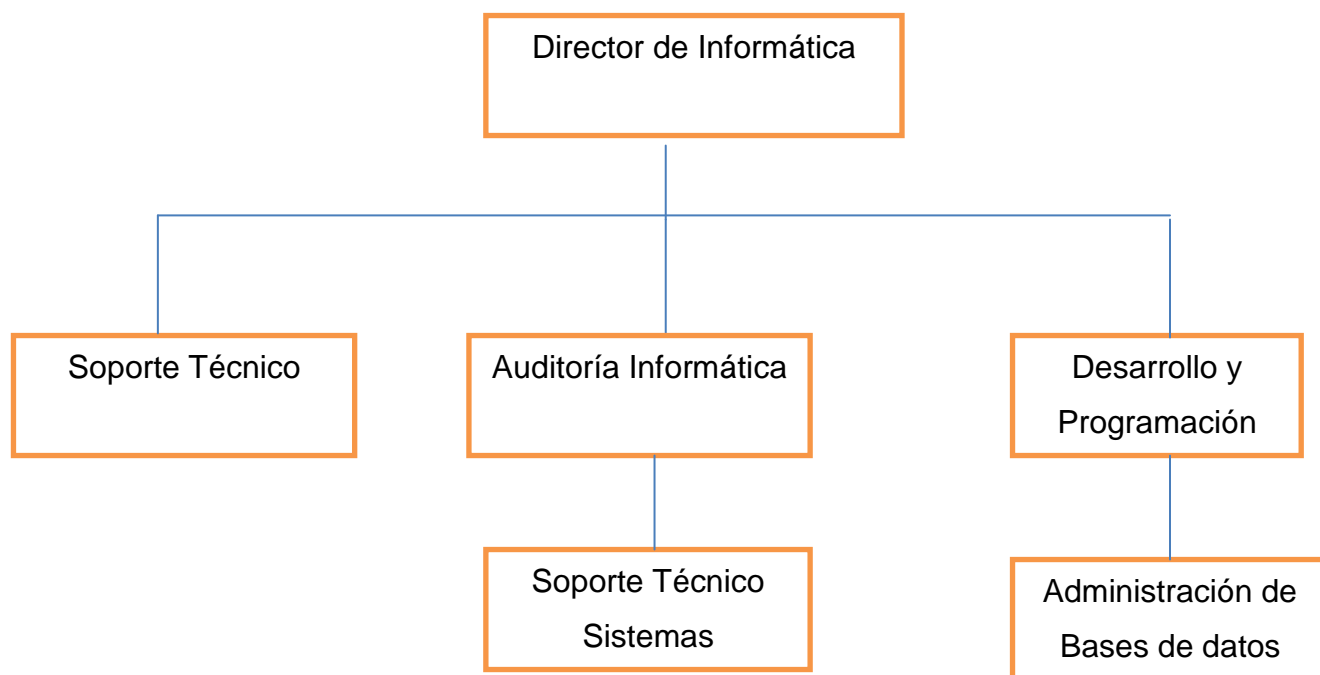 Director de Informática
Soporte Técnico
Auditoría Informática
Desarrollo y
Programación
Soporte Técnico
Sistemas
Administración de
Bases de datos